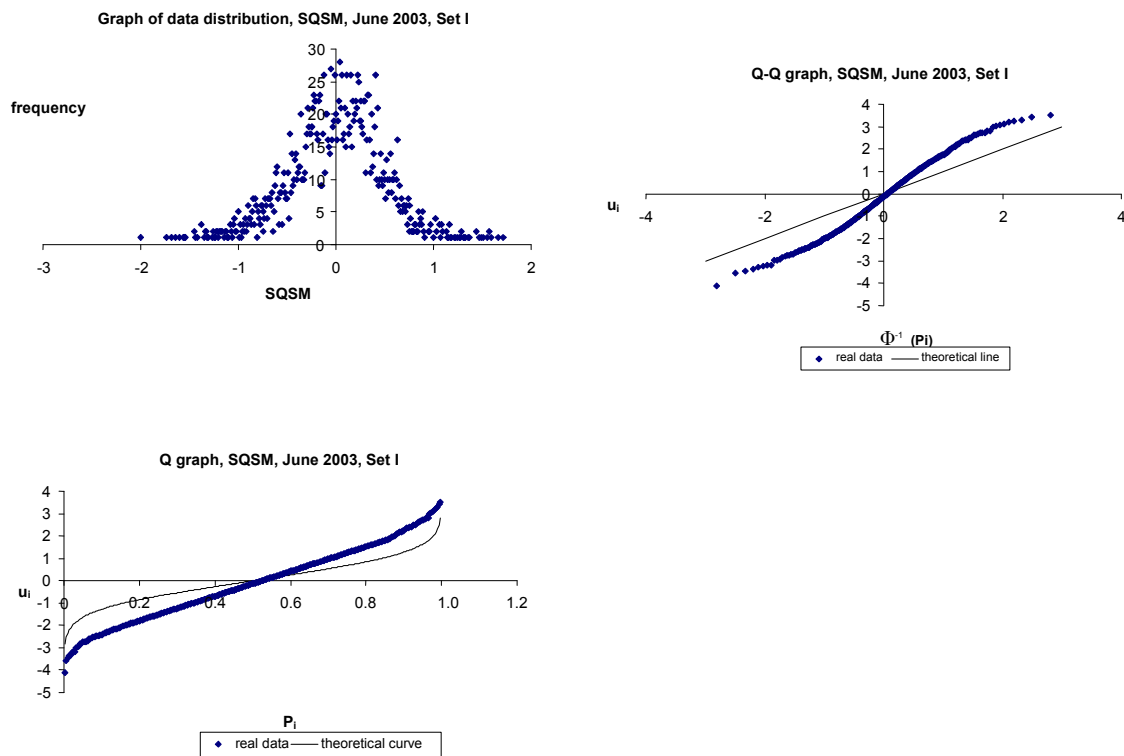 Graph of data distribution, SQSM, June 2003, Set I
frequency
30
25
20
15
10
5
0
-3 -2 -1 0 1 2
SQSM
Q-Q graph, SQSM, June 2003, Set I
4
3
2
1
0
-1
-2
-3
-4
-5
uᵢ
-4 -2 0 2 4
Φ⁻¹ (Pi)
real data theoretical line
Q graph, SQSM, June 2003, Set I
4
3
2
1
0
-1
-2
-3
-4
-5
uᵢ
0 0.2 0.4 0.6 0.8 1.0 1.2
Pᵢ
real data theoretical curve